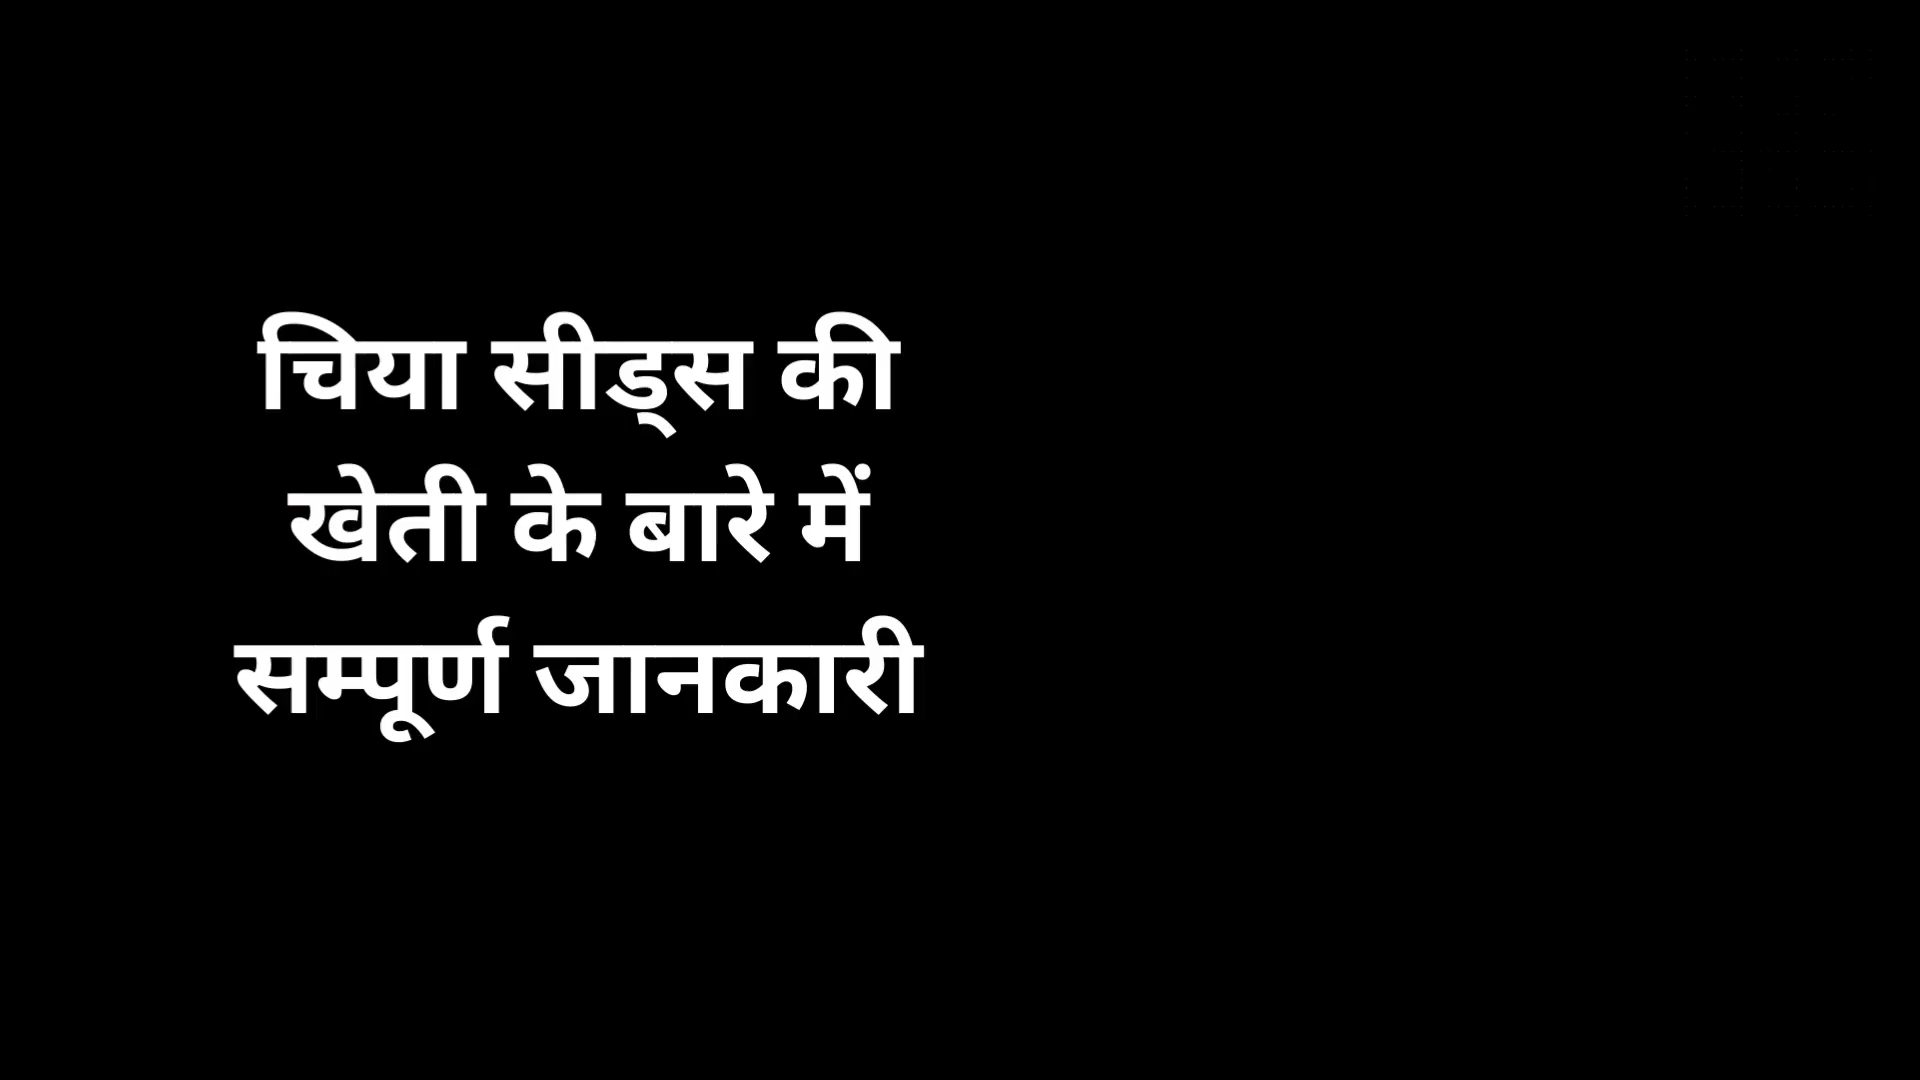 चिया सीड्स की
खेती के बारे में
सम्पूर्ण जानकारी